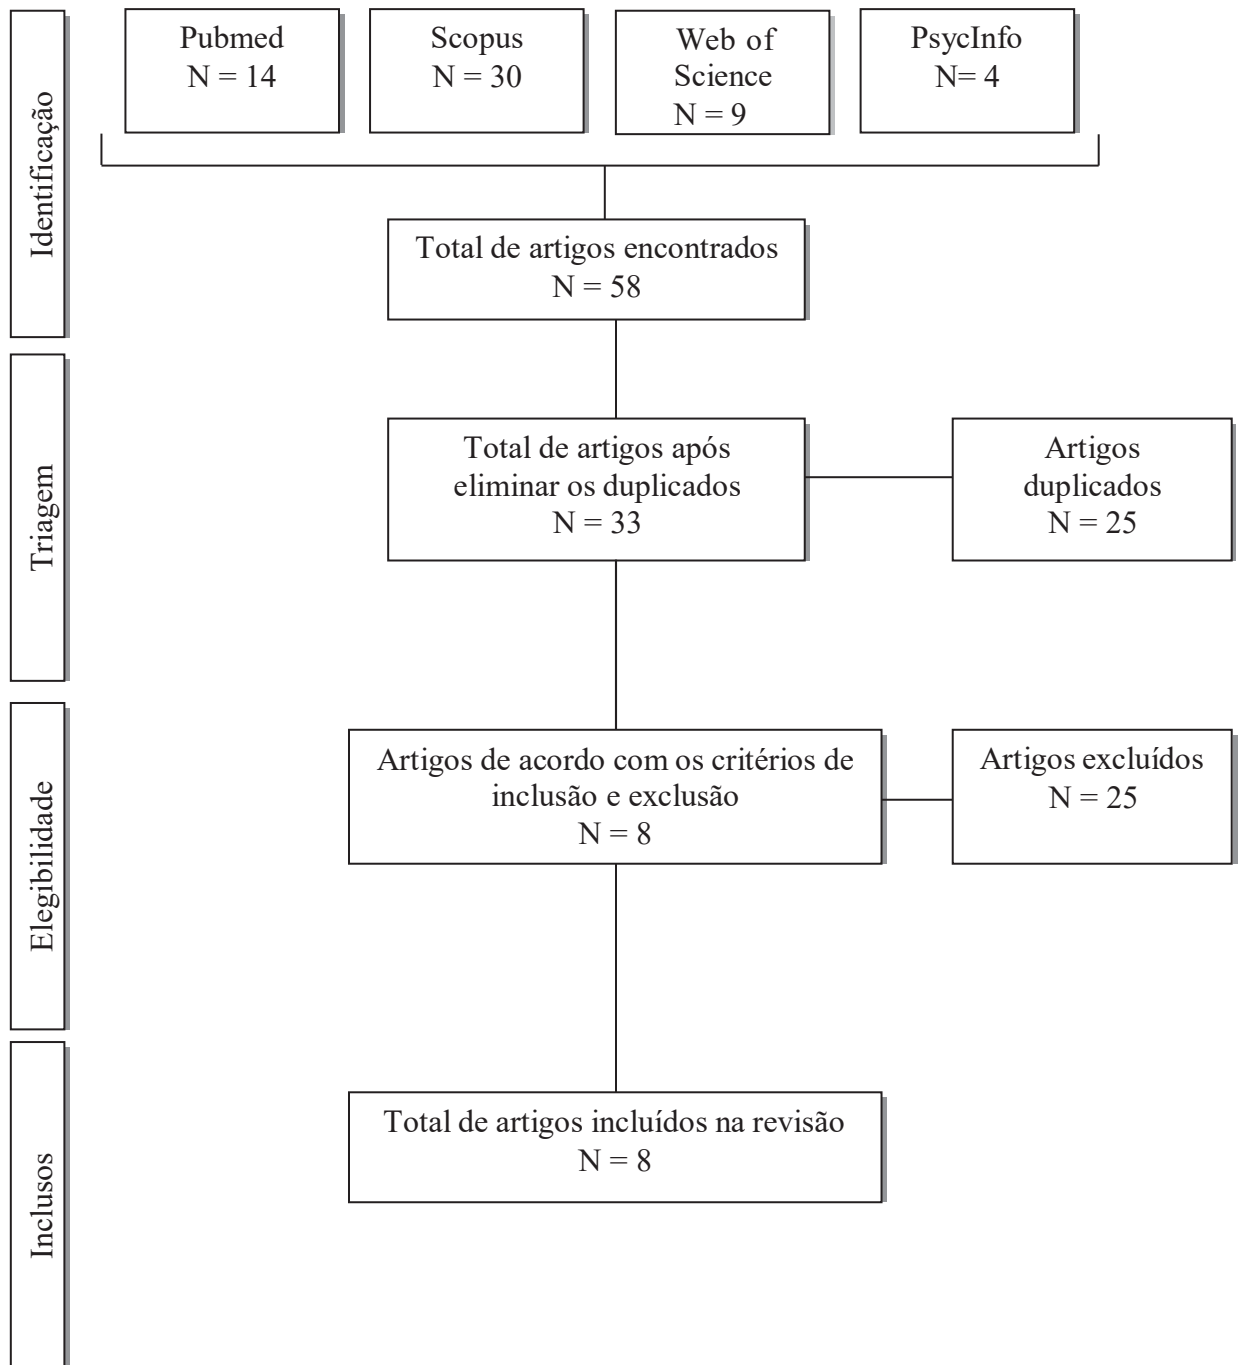 Identificação
Pubmed
N = 14
Scopus
N = 30
Web of
Science
N = 9
PsycInfo
N= 4
Total de artigos encontrados
N = 58
Triagem
Total de artigos após
eliminar os duplicados
N = 33
Artigos
duplicados
N = 25
Elegibilidade
Artigos de acordo com os critérios de
inclusão e exclusão
N = 8
Artigos excluídos
N = 25
Inclusos
Total de artigos incluídos na revisão
N = 8